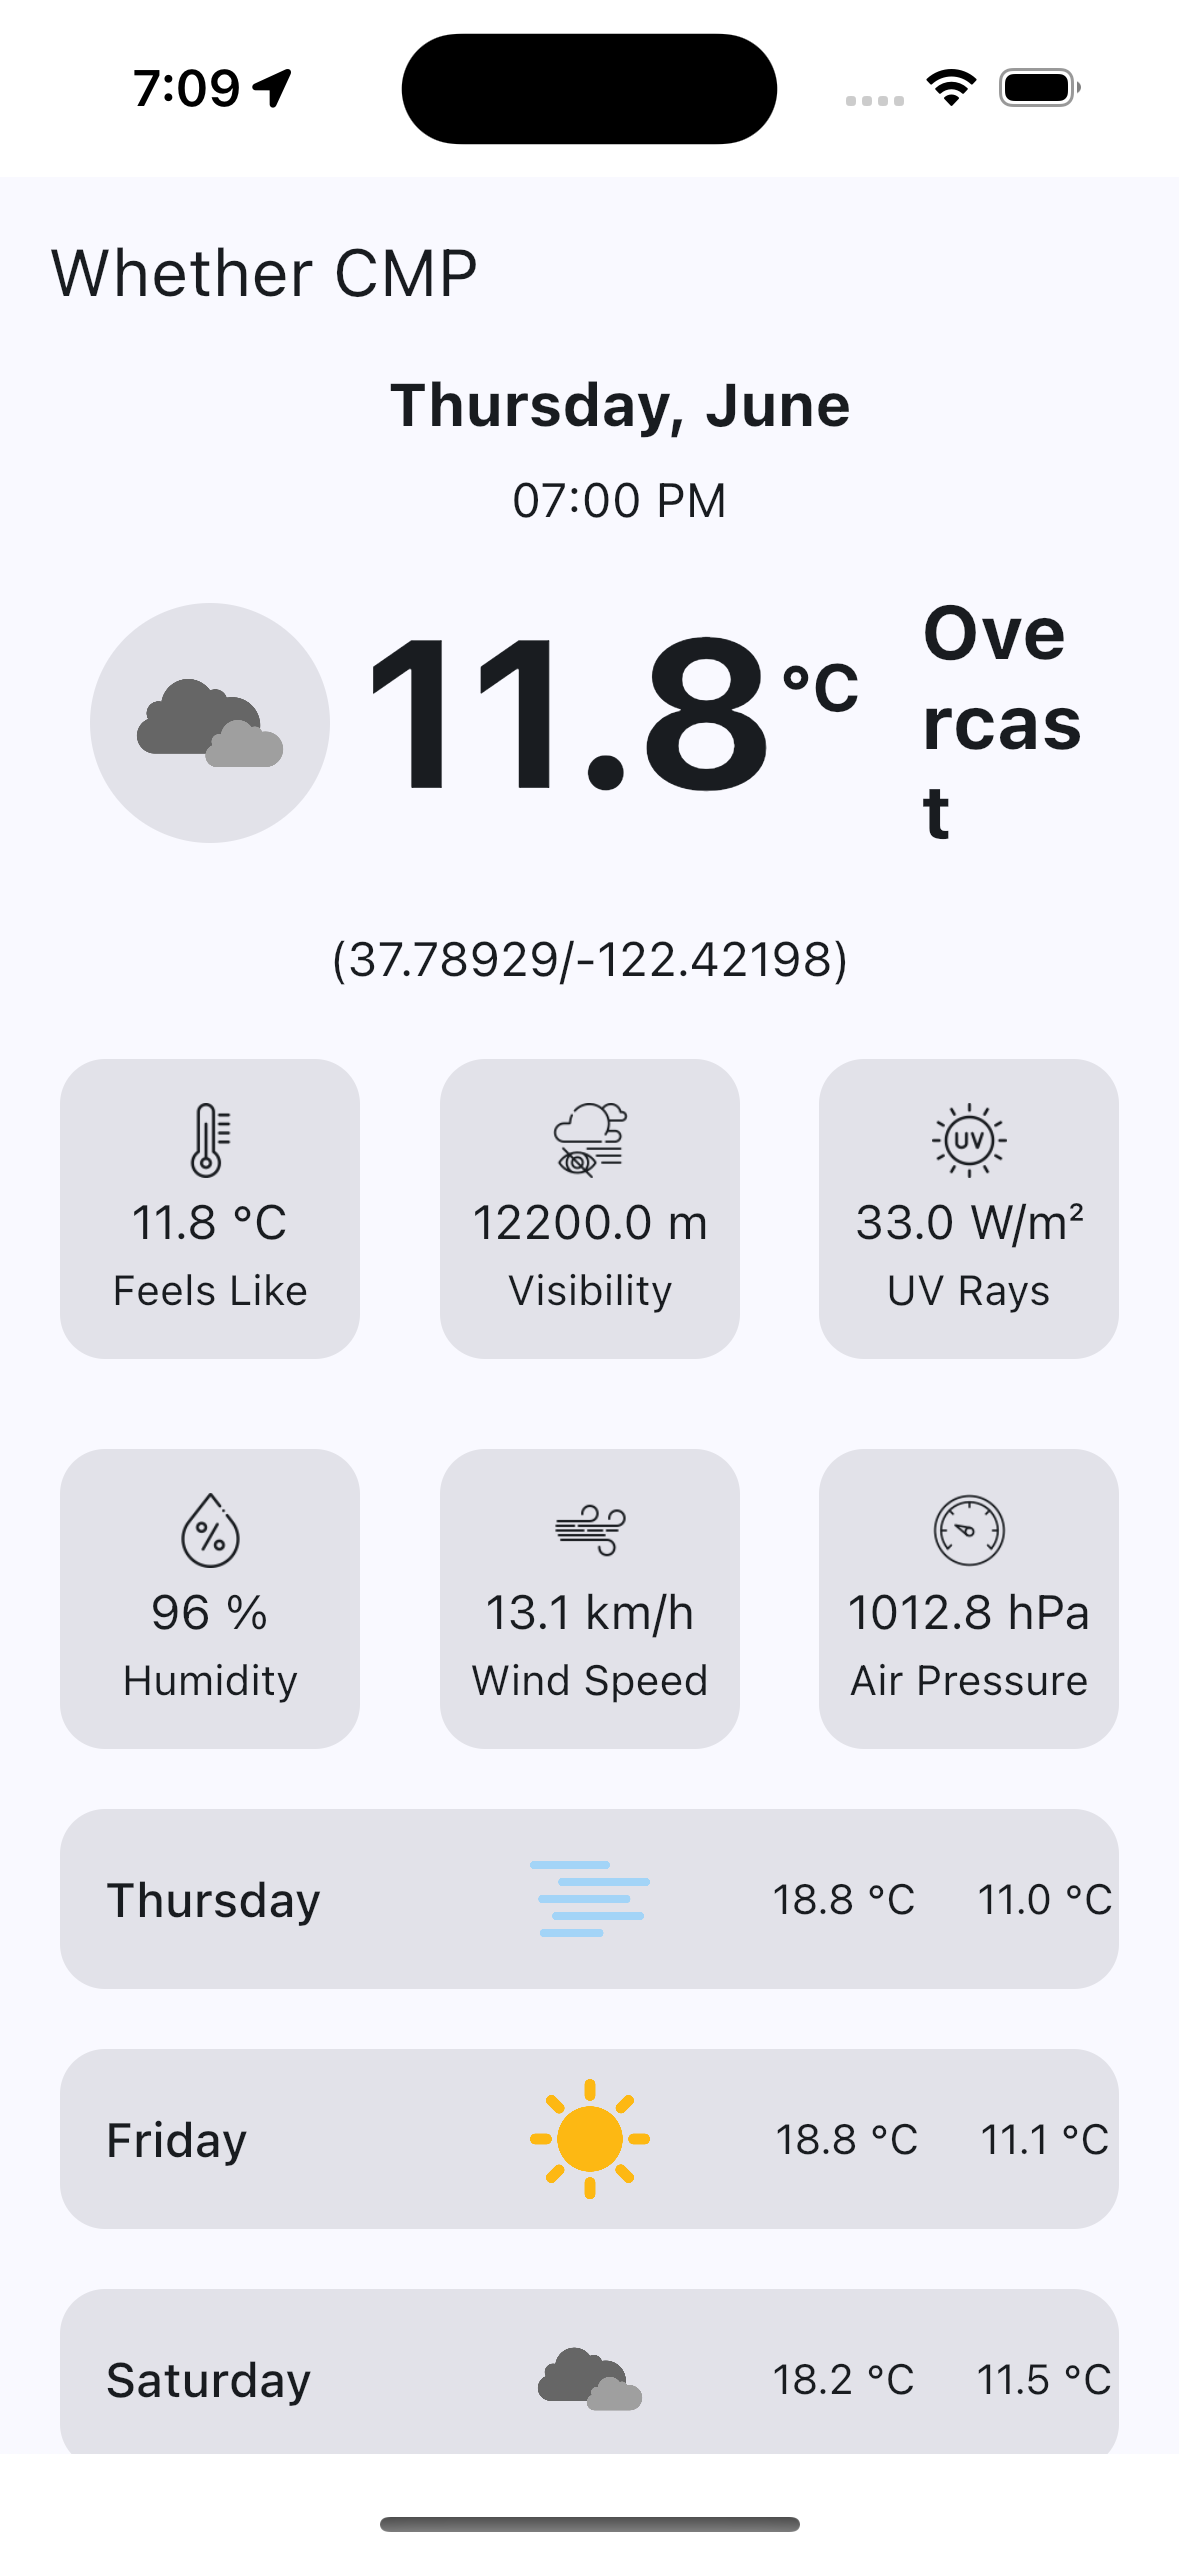 7:09
Whether CMP
Thursday, June
07:00 PM
11.8 °C
Ove
rcas
t
(37.78929/-122.42198)
11.8 °C
Feels Like
12200.0 m
Visibility
UV
33.0 W/m²
UV Rays
%
96 %
Humidity
13.1 km/h
Wind Speed
1012.8 hPa
Air Pressure
Thursday 18.8 °C 11.0 °C
Friday 18.8 °C 11.1 °C
Saturday 18.2 °C 11.5 °C